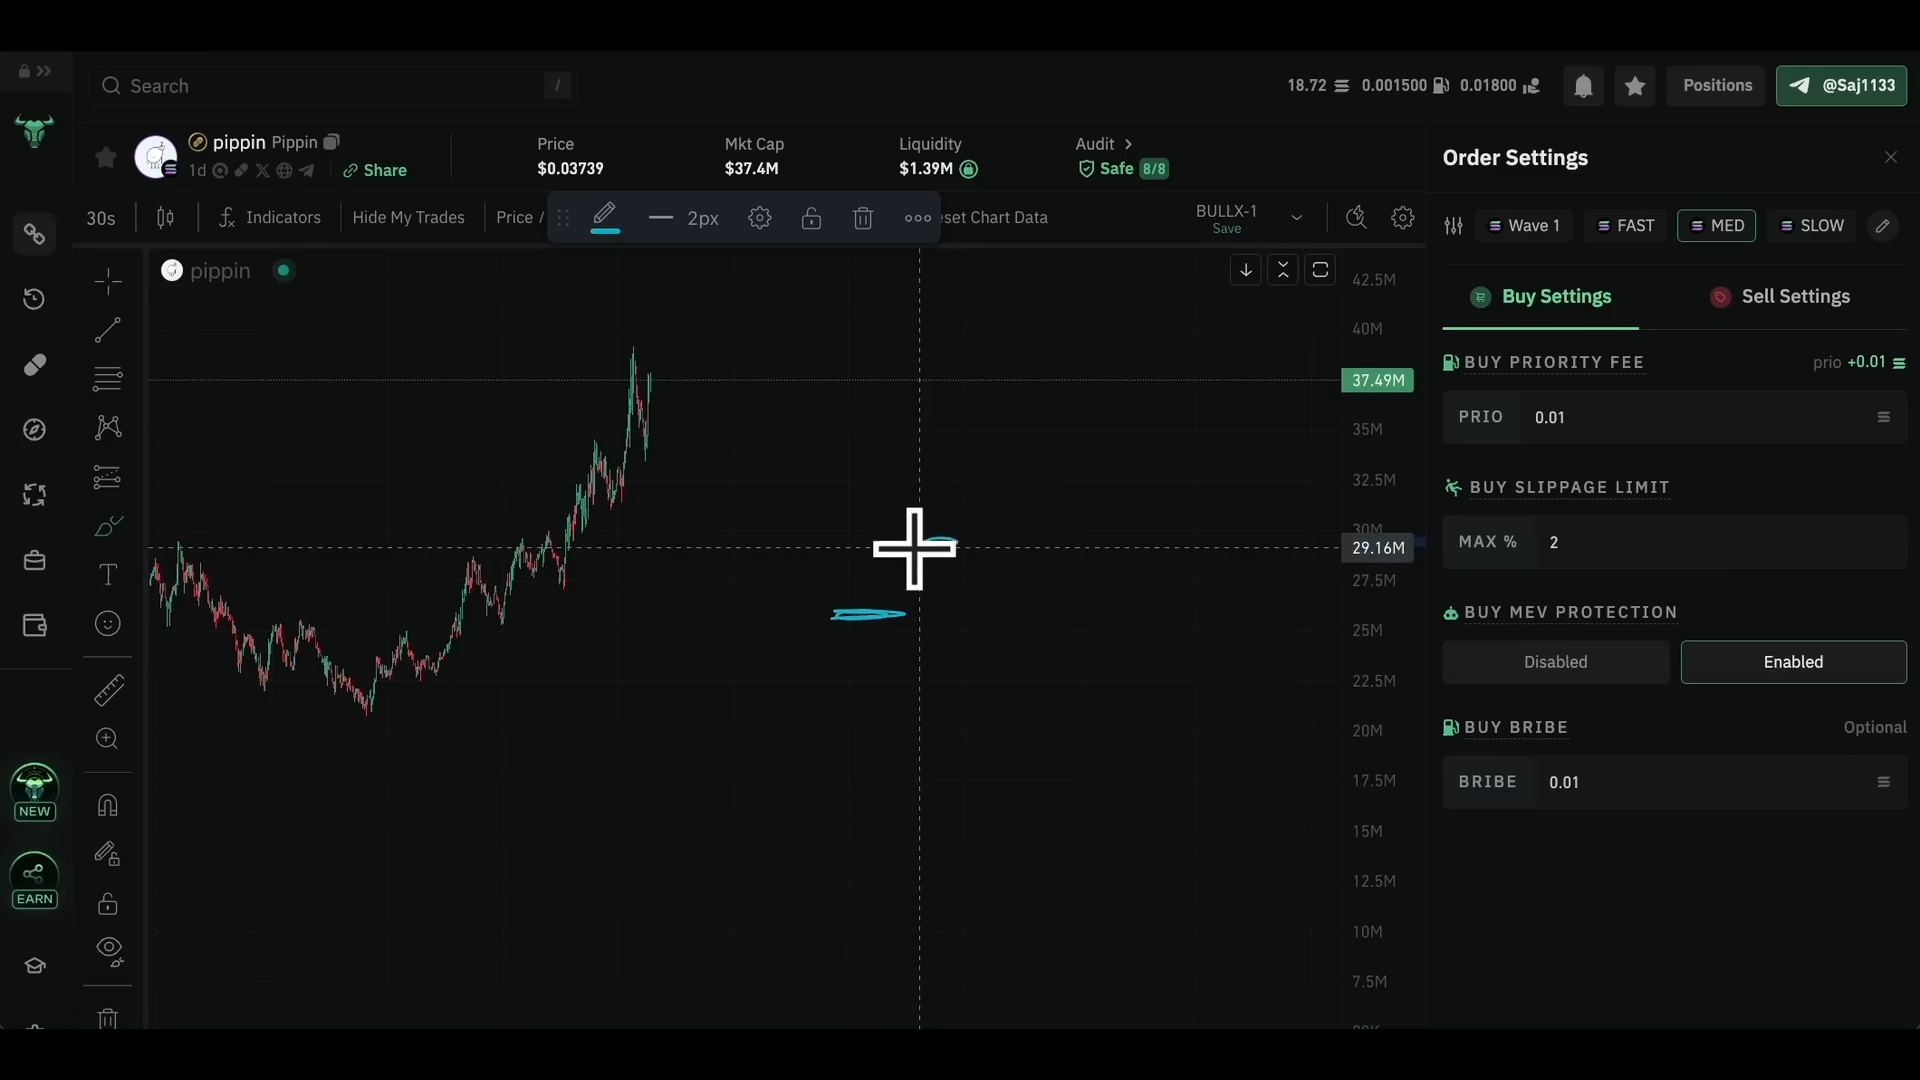 Search /
18.72 0.001500 0.01800 Positions @Saj1133
pippin Pippin
1d Share
Price
$0.03739
Mkt Cap
$37.4M
Liquidity
$1.39M
Audit
Safe 8/8
Order Settings
30s Indicators Hide My Trades Price / 2px eset Chart Data
BULLX-1
Save
Wave 1 FAST MED SLOW
pippin
Buy Settings Sell Settings
BUY PRIORITY FEE prio +0.01
PRIO 0.01
BUY SLIPPAGE LIMIT
MAX % 2
BUY MEV PROTECTION
Disabled Enabled
BUY BRIBE Optional
BRIBE 0.01
42.5M
40M
37.49M
35M
32.5M
30M
29.16M
27.5M
25M
22.5M
20M
17.5M
15M
12.5M
10M
7.5M
NEW
EARN